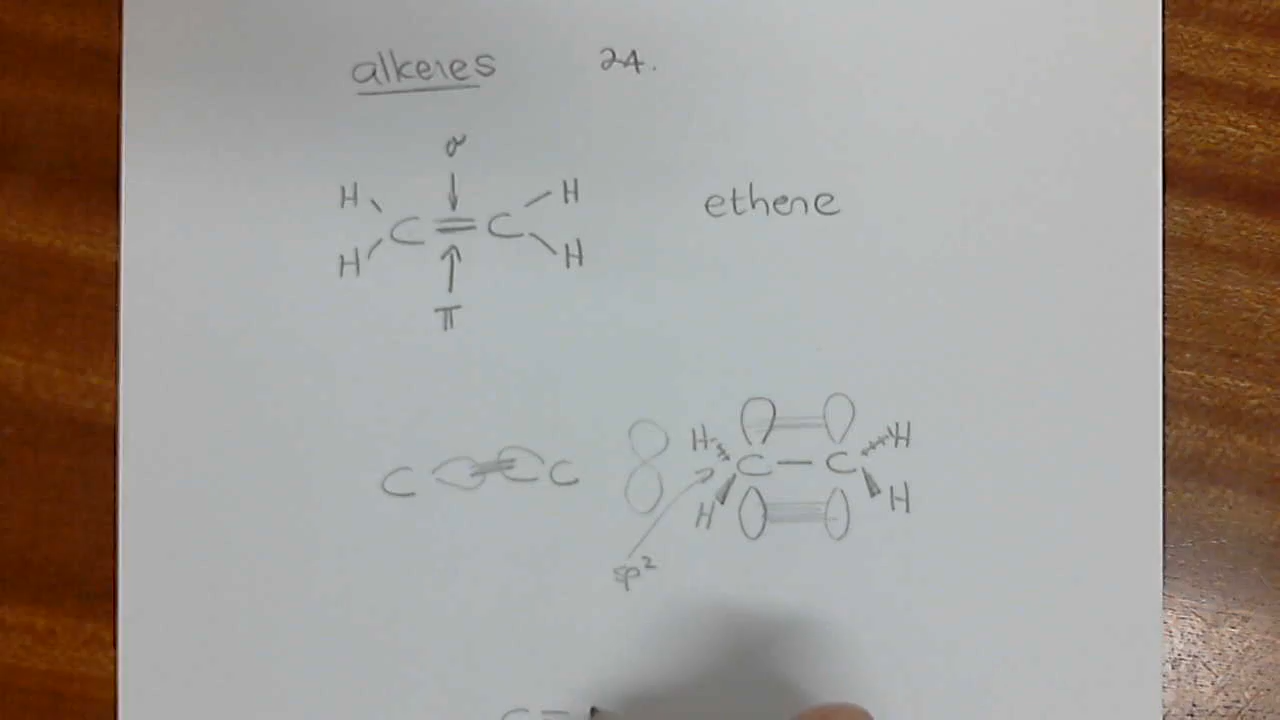 alkenes 24.
σ
H H
C = C ethene
H H
π
C C H C — C H
H H
sp²
C =